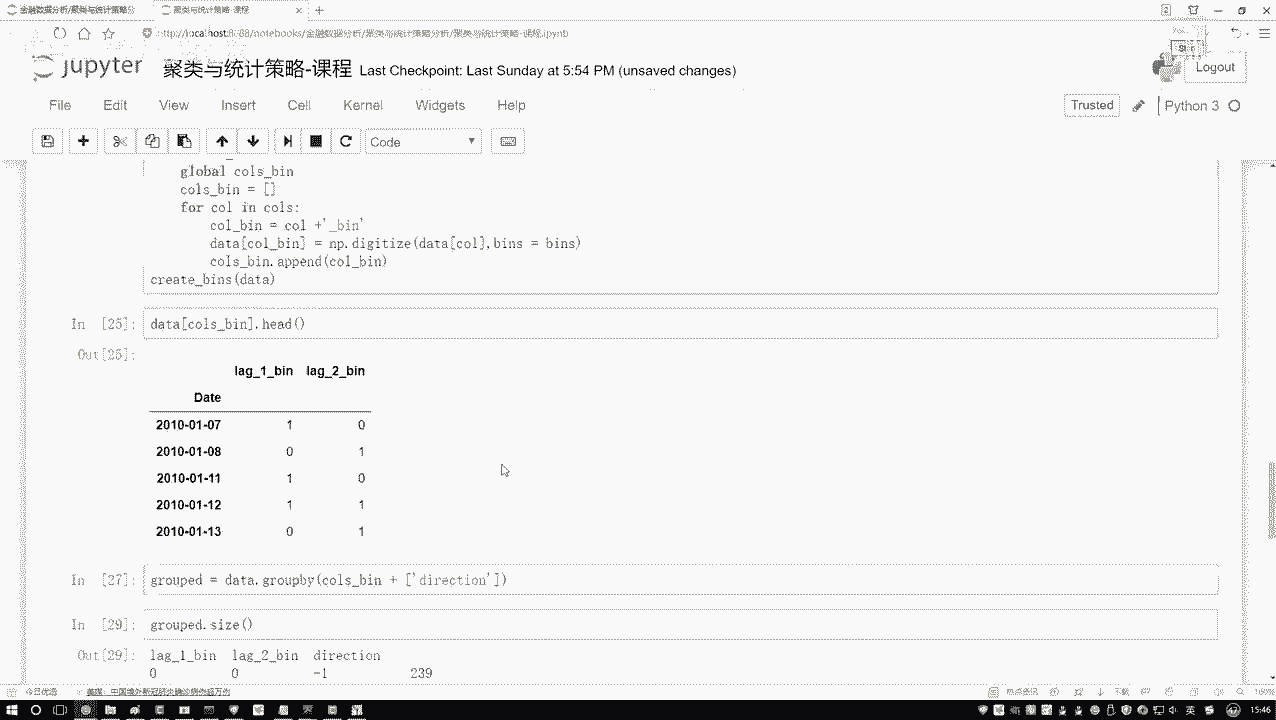 金融数据分析/聚类与统计策略分
聚类与统计策略-课程
localhost:8888/notebooks/金融数据分析/聚类与统计策略分析/聚类与统计策略-课程.ipynb
jupyter 聚类与统计策略-课程 Last Checkpoint: Last Sunday at 5:54 PM (unsaved changes)
Logout
File Edit View Insert Cell Kernel Widgets Help
Trusted Python 3
Code
global cols_bin
cols_bin = []
for col in cols:
col_bin = col +'_bin'
data[col_bin] = np.digitize(data[col],bins = bins)
cols_bin.append(col_bin)
create_bins(data)
In [25]: data[cols_bin].head()
Out[25]:
lag_1_bin lag_2_bin
Date
2010-01-07 1 0
2010-01-08 0 1
2010-01-11 1 0
2010-01-12 1 1
2010-01-13 0 1
In [27]: grouped = data.groupby(cols_bin + ['direction'])
In [29]: grouped.size()
Out[29]: lag_1_bin lag_2_bin direction
0 0 -1 239
今日优选
100%
英
15:46